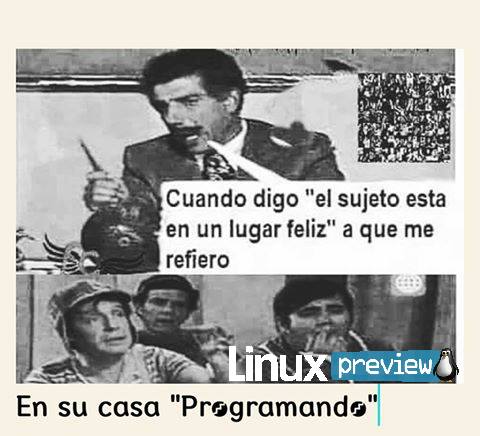 Cuando digo "el sujeto esta
en un lugar feliz" a que me
refiero
Linux preview
En su casa "Programando"